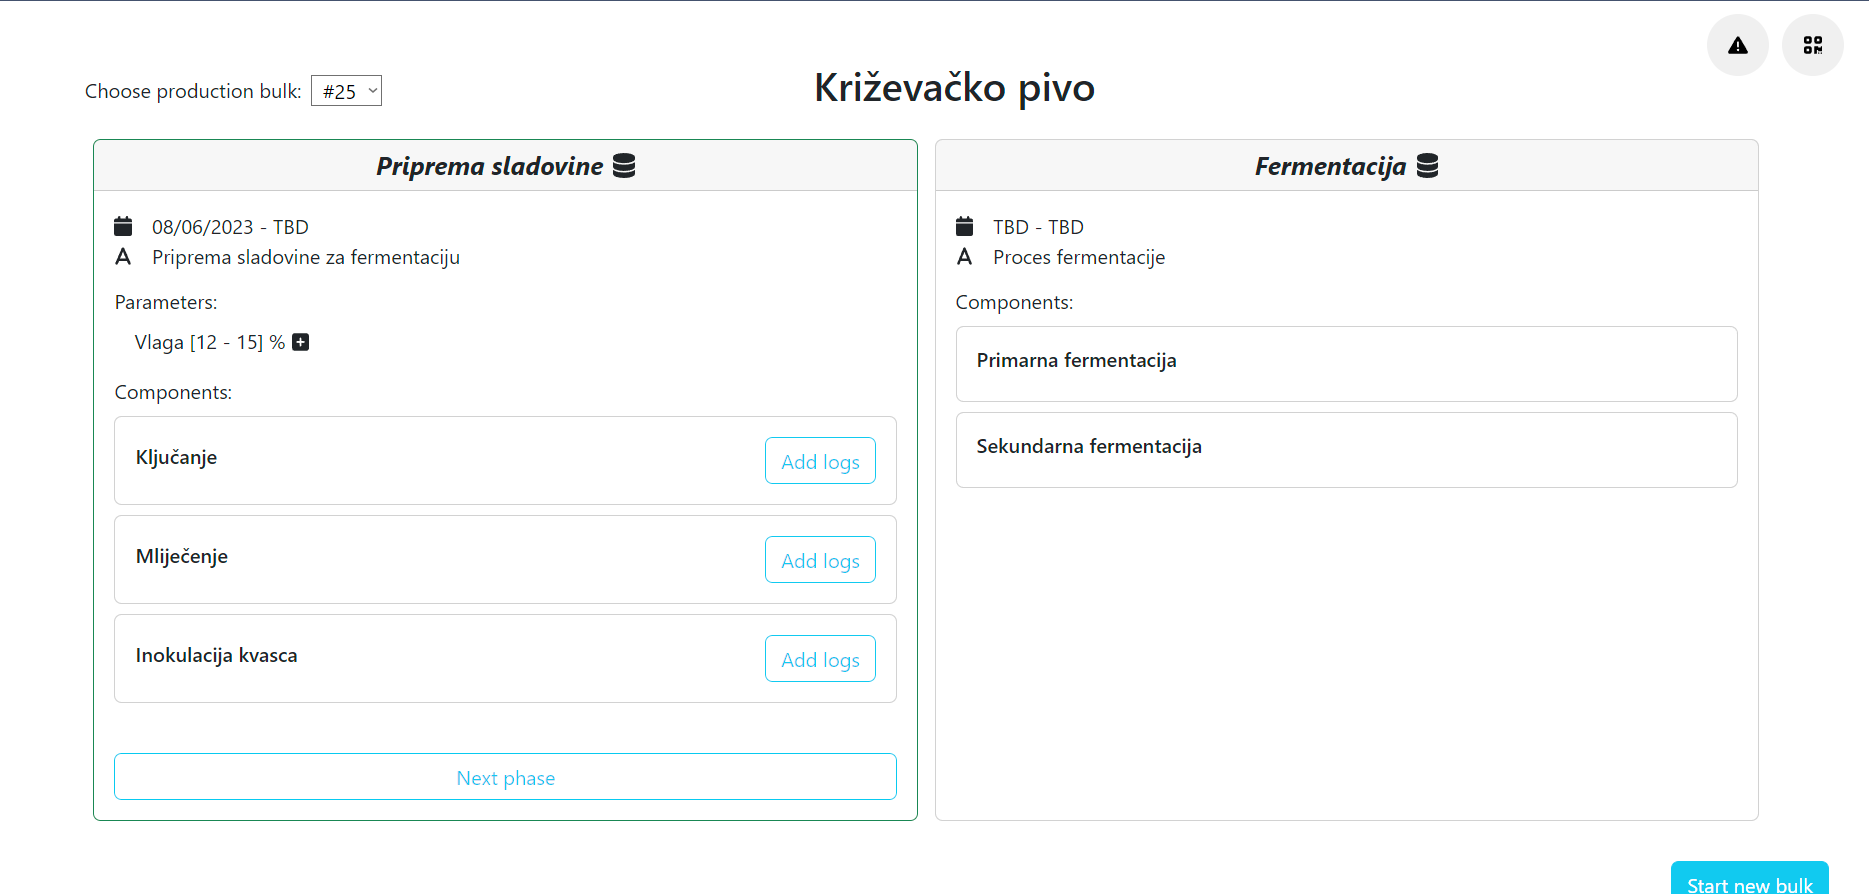 Choose production bulk: #25
Križevačko pivo
Priprema sladovine
08/06/2023 - TBD
A Priprema sladovine za fermentaciju
Parameters:
Vlaga [12 - 15] %
Components:
Ključanje
Add logs
Mliječenje
Add logs
Inokulacija kvasca
Add logs
Next phase
Fermentacija
TBD - TBD
A Proces fermentacije
Components:
Primarna fermentacija
Sekundarna fermentacija
Start new bulk